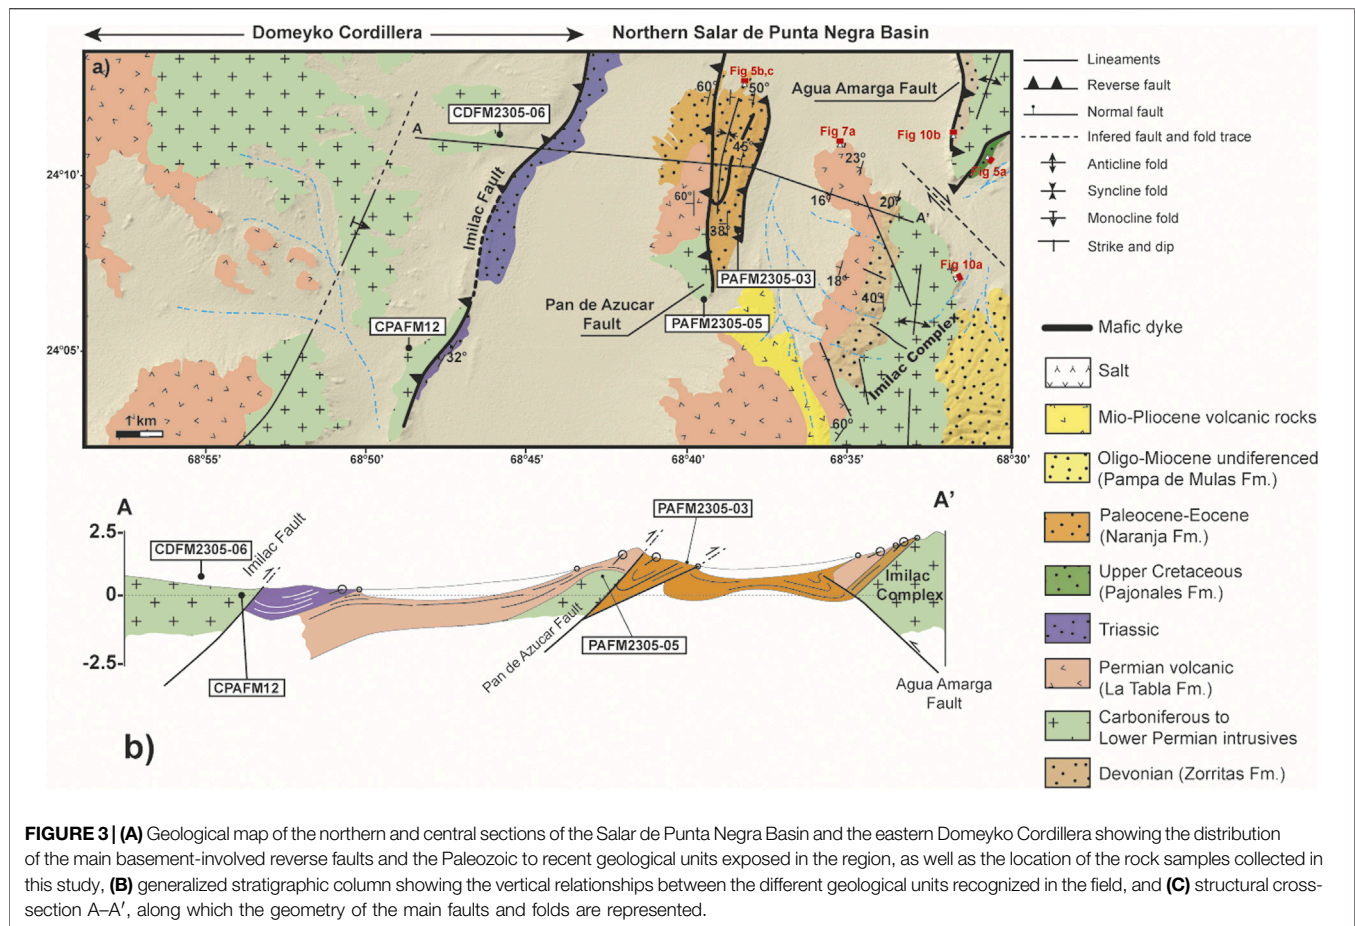 Domeyko Cordillera
Northern Salar de Punta Negra Basin
a)
Fig 5b,c
60°
50°
Agua Amarga Fault
CDFM2305-06
A
Fig 7a
Fig 10b
45°
23°
Fig 5a
24°10'
Imilac Fault
60°
16°
20°
A'
38°
PAFM2305-03
18°
Fig 10a
40°
Pan de Azucar
Fault
PAFM2305-05
CPAFM12
24°05'
32°
Imilac Complex
60°
1 km
68°55'
68°50'
68°45'
68°40'
68°35'
68°30'
Lineaments
Reverse fault
Normal fault
Infered fault and fold trace
Anticline fold
Syncline fold
Monocline fold
Strike and dip
Mafic dyke
Salt
Mio-Pliocene volcanic rocks
Oligo-Miocene undiferenced
(Pampa de Mulas Fm.)
Paleocene-Eocene
(Naranja Fm.)
Upper Cretaceous
(Pajonales Fm.)
Triassic
Permian volcanic
(La Tabla Fm.)
Carboniferous to
Lower Permian intrusives
Devonian (Zorritas Fm.)
A
A'
2.5
0
-2.5
CDFM2305-06
Imilac Fault
PAFM2305-03
Imilac
Complex
CPAFM12
Pan de Azucar Fault
PAFM2305-05
Agua Amarga
Fault
b)
FIGURE 3 | (A) Geological map of the northern and central sections of the Salar de Punta Negra Basin and the eastern Domeyko Cordillera showing the distribution
of the main basement-involved reverse faults and the Paleozoic to recent geological units exposed in the region, as well as the location of the rock samples collected in
this study, (B) generalized stratigraphic column showing the vertical relationships between the different geological units recognized in the field, and (C) structural cross-
section A–A′, along which the geometry of the main faults and folds are represented.